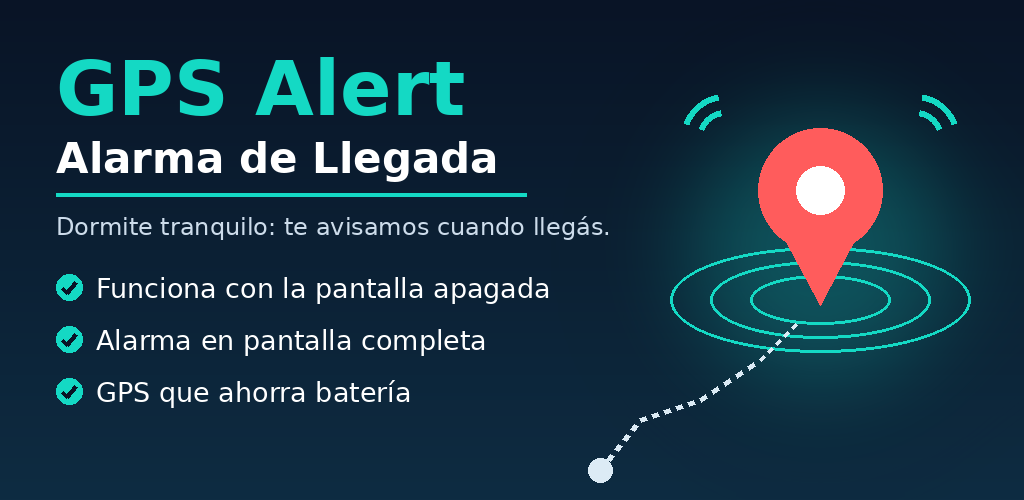 GPS Alert
Alarma de Llegada
Dormite tranquilo: te avisamos cuando llegás.
Funciona con la pantalla apagada
Alarma en pantalla completa
GPS que ahorra batería